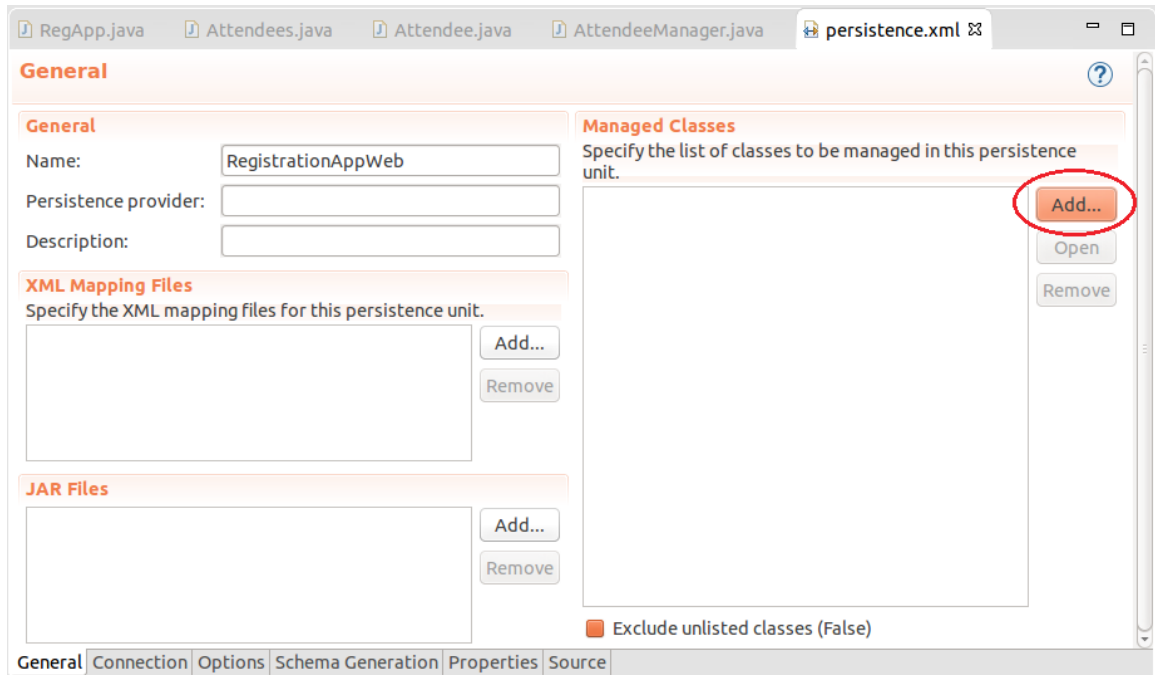 RegApp.java Attendees.java Attendee.java AttendeeManager.java persistence.xml
General
General
Name: RegistrationAppWeb
Persistence provider:
Description:
XML Mapping Files
Specify the XML mapping files for this persistence unit.
Add...
Remove
JAR Files
Add...
Remove
Managed Classes
Specify the list of classes to be managed in this persistence
unit.
Add...
Open
Remove
Exclude unlisted classes (False)
General Connection Options Schema Generation Properties Source